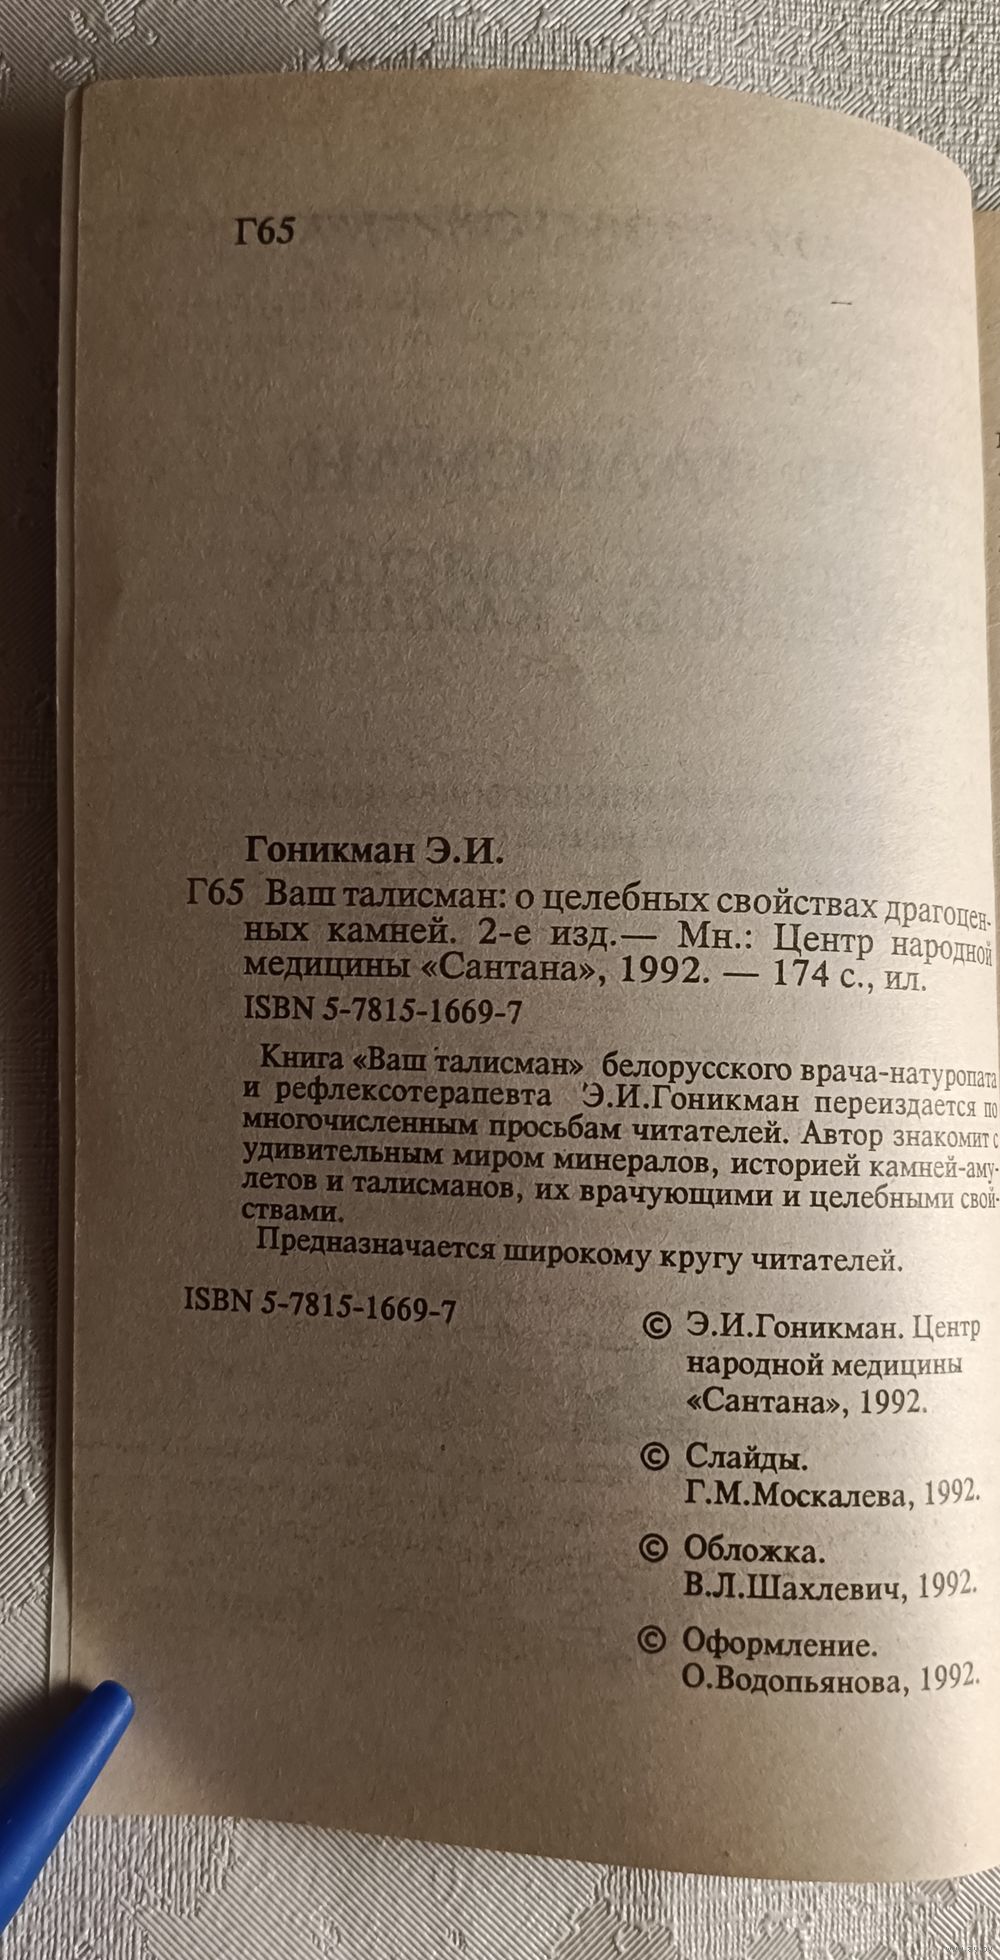 Г65
Гоникман Э.И.
Г65 Ваш талисман: о целебных свойствах драгоцен-
ных камней. 2-е изд.— Мн.: Центр народной
медицины «Сантана», 1992. — 174 с., ил.
ISBN 5-7815-1669-7
Книга «Ваш талисман» белорусского врача-натуропата
и рефлексотерапевта Э.И.Гоникман переиздается по
многочисленным просьбам читателей. Автор знакомит с
удивительным миром минералов, историей камней-аму-
летов и талисманов, их врачующими и целебными свой-
ствами.
Предназначается широкому кругу читателей.
ISBN 5-7815-1669-7
© Э.И.Гоникман. Центр
народной медицины
«Сантана», 1992.
© Слайды.
Г.М.Москалева, 1992.
© Обложка.
В.Л.Шахлевич, 1992.
© Оформление.
О.Водопьянова, 1992.